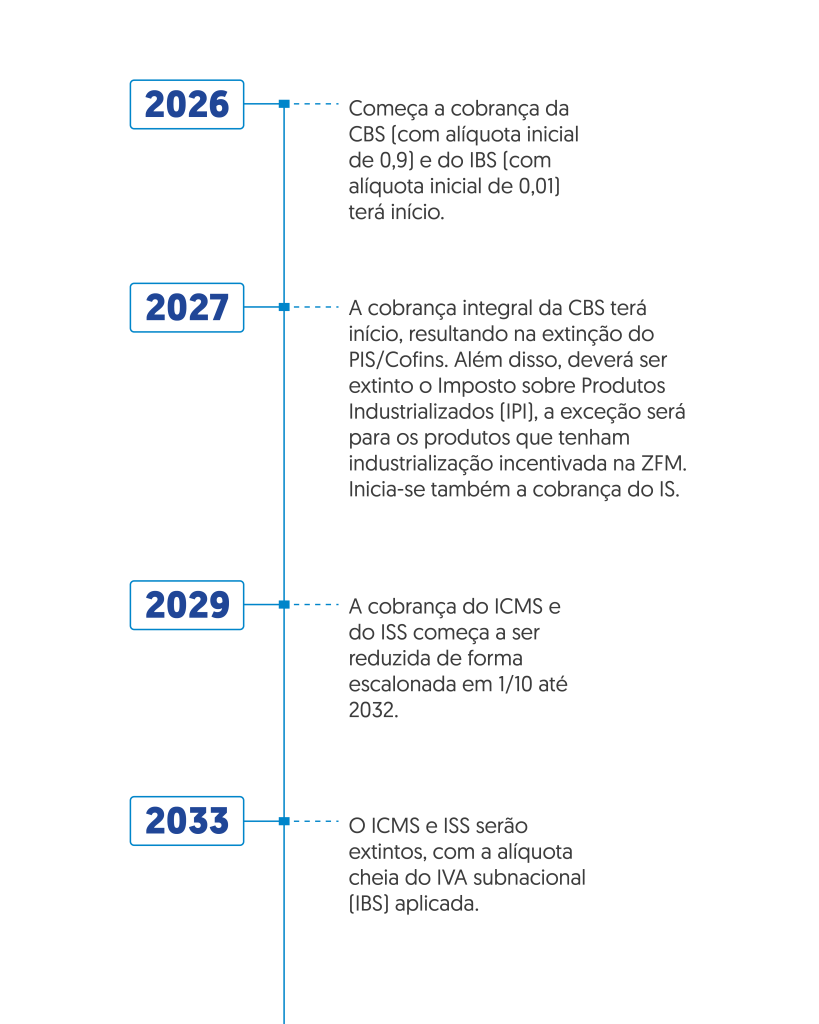 2026
Começa a cobrança da
CBS (com alíquota inicial
de 0,9) e do IBS (com
alíquota inicial de 0,01)
terá início.
2027
A cobrança integral da CBS terá
início, resultando na extinção do
PIS/Cofins. Além disso, deverá ser
extinto o Imposto sobre Produtos
Industrializados (IPI), a exceção será
para os produtos que tenham
industrialização incentivada na ZFM.
Inicia-se também a cobrança do IS.
2029
A cobrança do ICMS e
do ISS começa a ser
reduzida de forma
escalonada em 1/10 até
2032.
2033
O ICMS e ISS serão
extintos, com a alíquota
cheia do IVA subnacional
(IBS) aplicada.